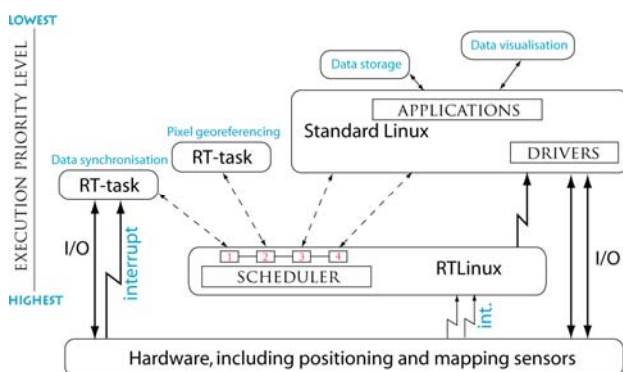 LOWEST
EXECUTION PRIORITY LEVEL
HIGHEST
Data storage
Data visualisation
APPLICATIONS
Standard Linux
DRIVERS
Pixel georeferencing
RT-task
Data synchronisation
RT-task
I/O
interrupt
1 2 3 4
SCHEDULER
RTLinux
int.
I/O
Hardware, including positioning and mapping sensors